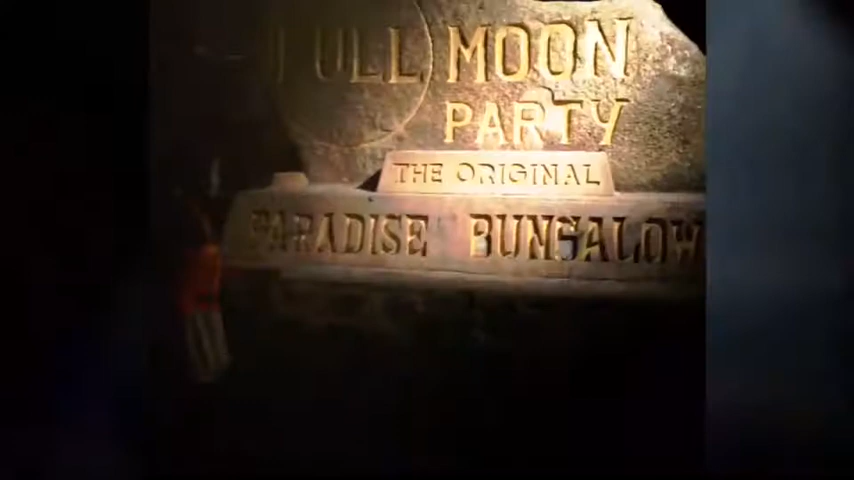 FULL MOON
PARTY
THE ORIGINAL
PARADISE BUNGALOW